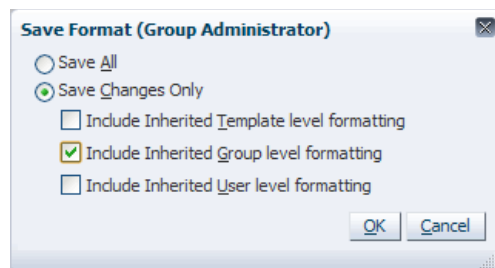 Save Format (Group Administrator)
Save All
Save Changes Only
Include Inherited Template level formatting
Include Inherited Group level formatting
Include Inherited User level formatting
OK Cancel